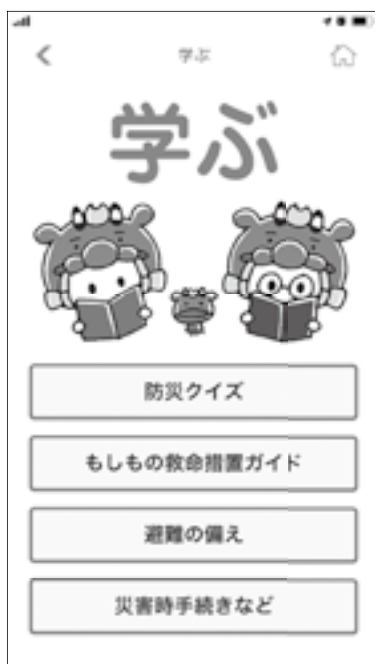 学ぶ
学ぶ
防災クイズ
もしもの救命措置ガイド
避難の備え
災害時手続きなど